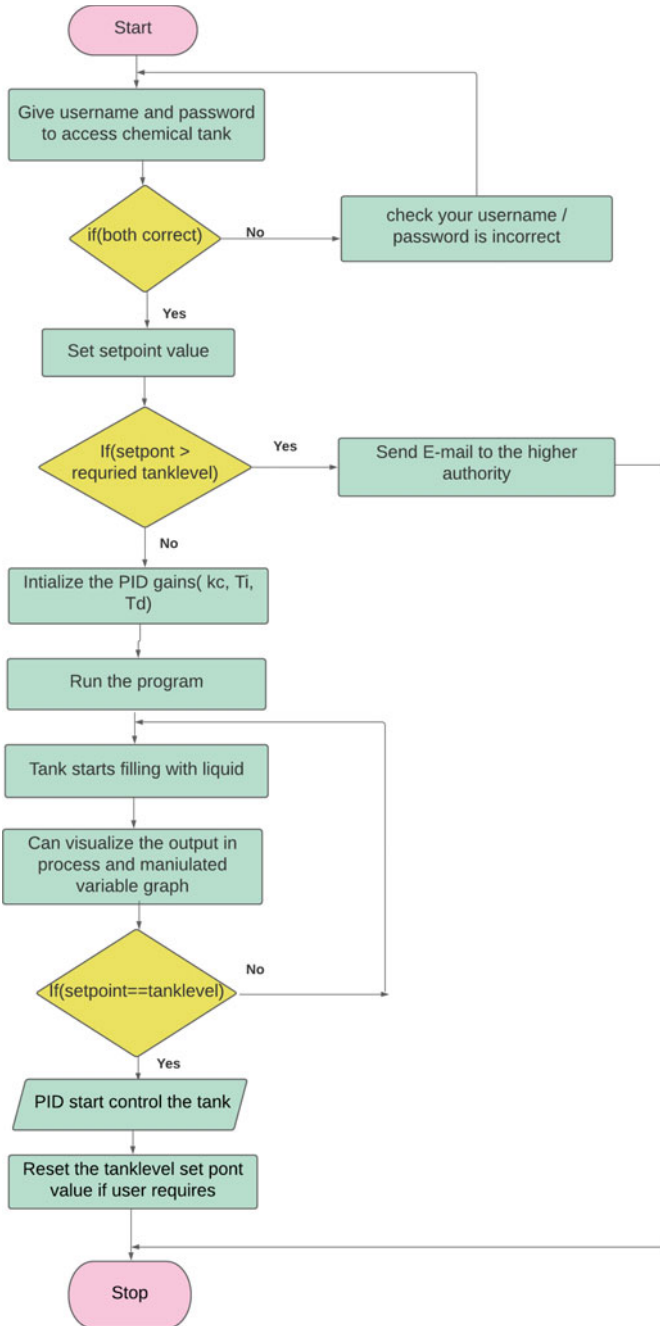 Start
Give username and password
to access chemical tank
if(both correct)
No
check your username /
password is incorrect
Yes
Set setpoint value
If(setpont >
requried tanklevel)
Yes
Send E-mail to the higher
authority
No
Intialize the PID gains( kc, Ti,
Td)
Run the program
Tank starts filling with liquid
Can visualize the output in
process and maniulated
variable graph
If(setpoint==tanklevel)
No
Yes
PID start control the tank
Reset the tanklevel set pont
value if user requires
Stop